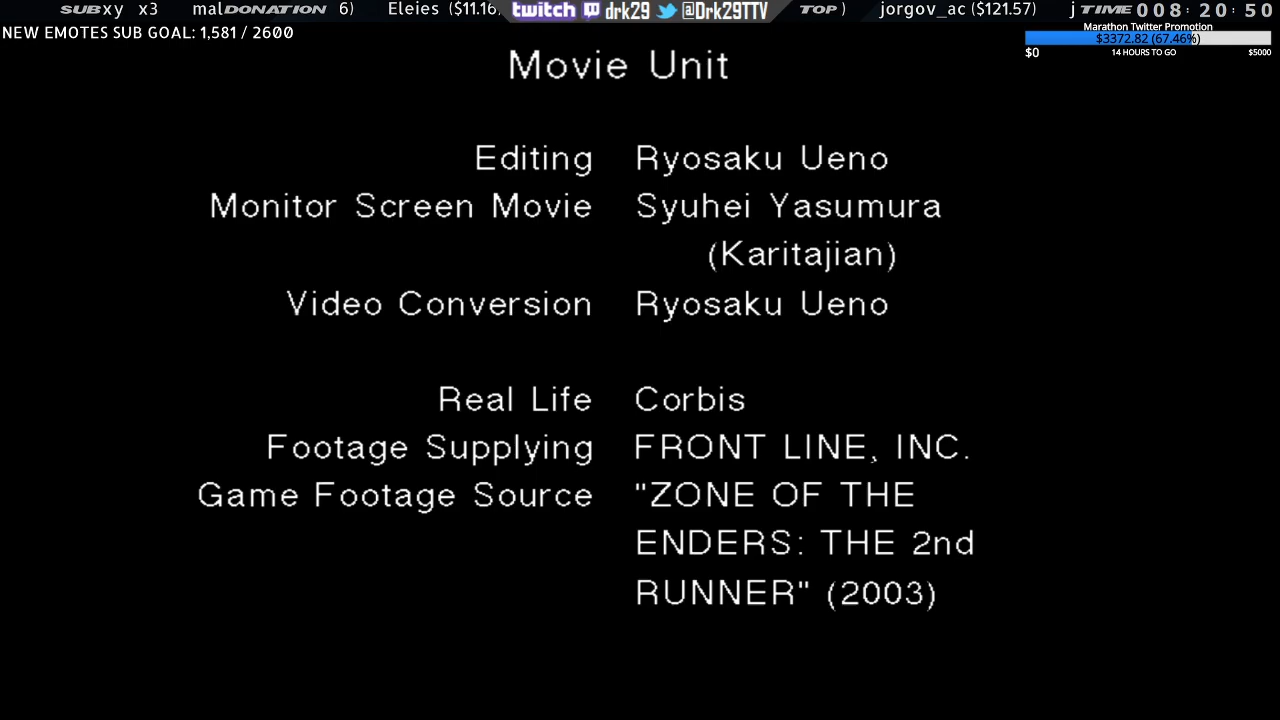 SUBxy x3 malDONATION 6) Eleies ($11.16, twitch drk29 @Drk29TTV TOP ) jorgov_ac ($121.57) j TIME 008:20:50
NEW EMOTES SUB GOAL: 1,581 / 2600
Marathon Twitter Promotion
$3372.82 (67.46%)
$0 14 HOURS TO GO $5000
Movie Unit
Editing Ryosaku Ueno
Monitor Screen Movie Syuhei Yasumura
(Karitajian)
Video Conversion Ryosaku Ueno
Real Life Corbis
Footage Supplying FRONT LINE, INC.
Game Footage Source "ZONE OF THE
ENDERS: THE 2nd
RUNNER" (2003)